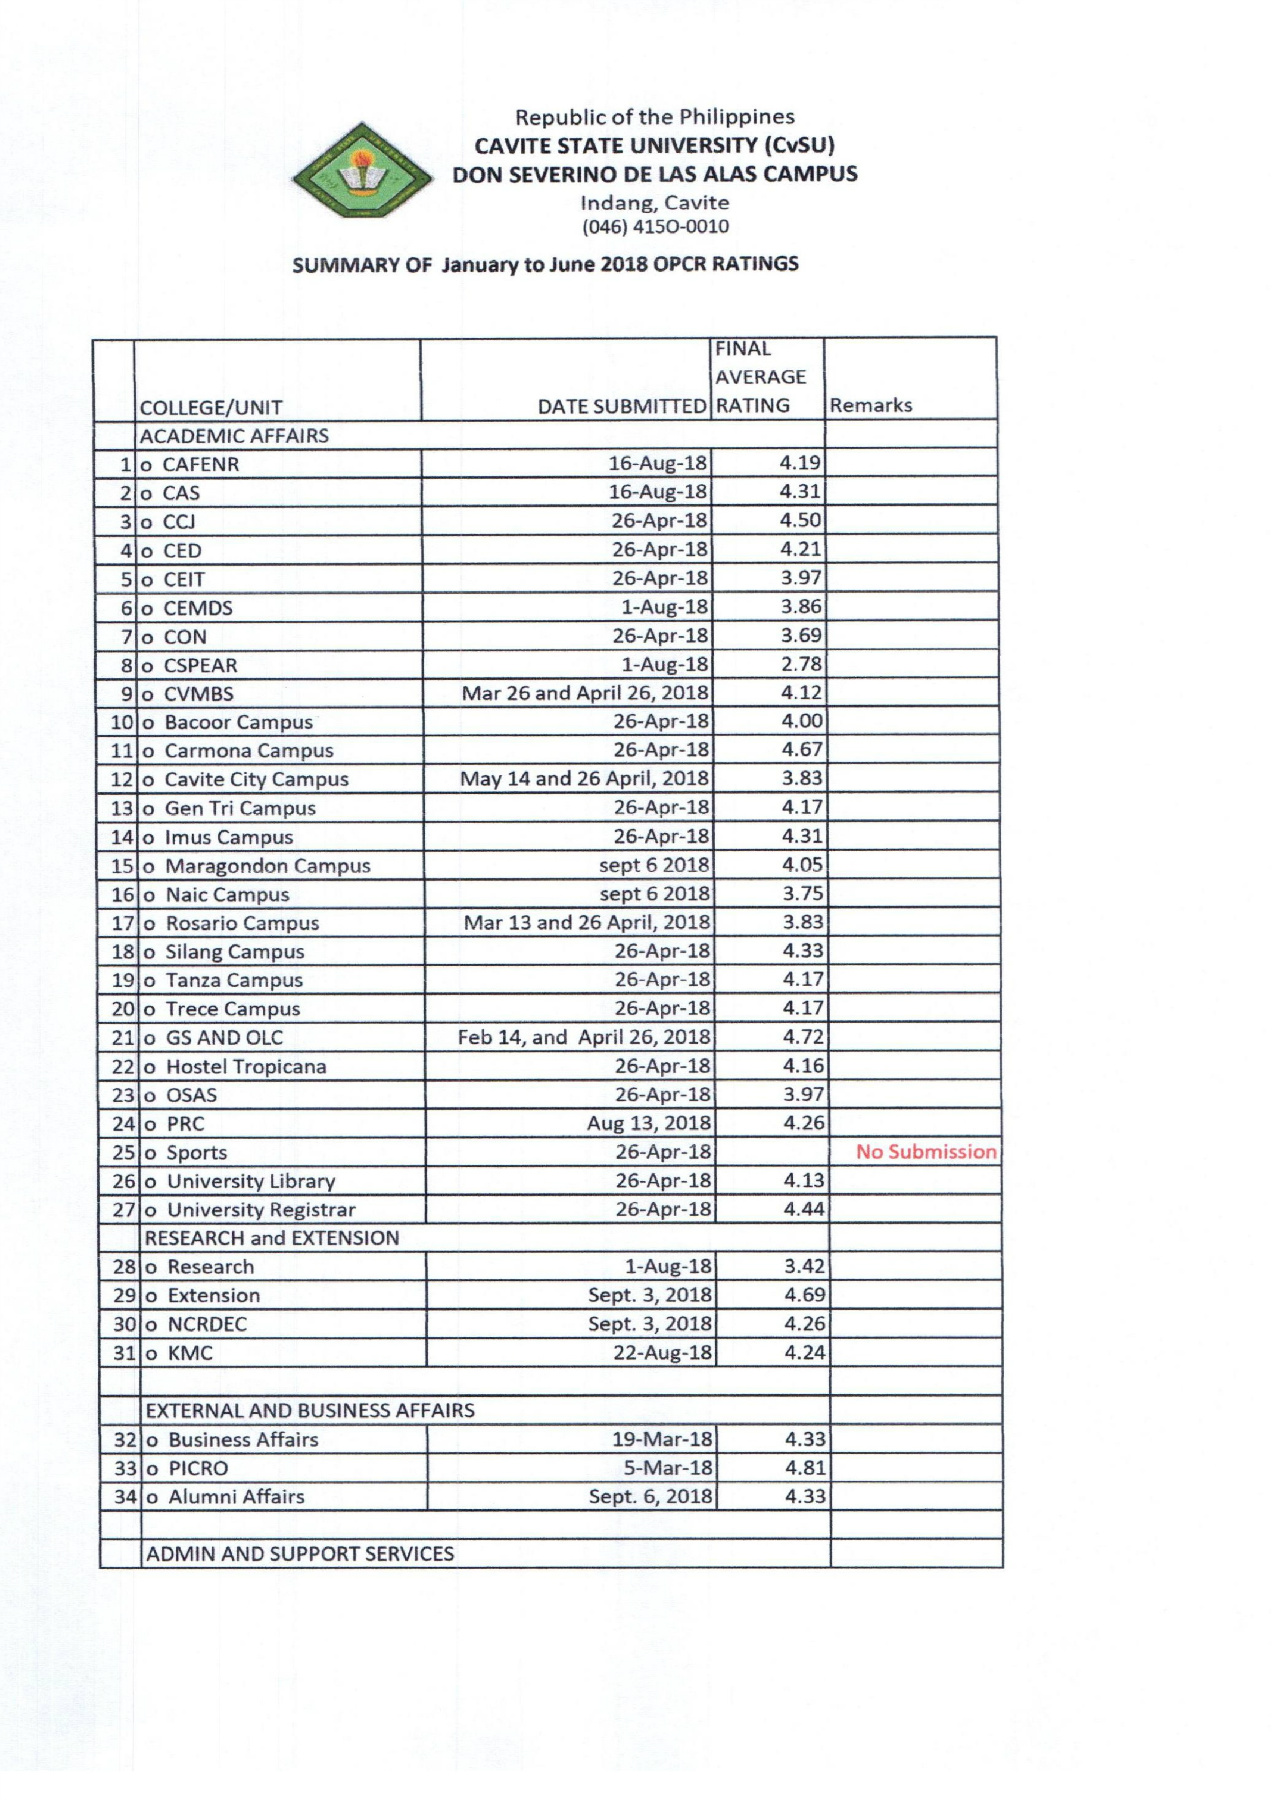 Republic of the Philippines
CAVITE STATE UNIVERSITY (CvSU)
DON SEVERINO DE LAS ALAS CAMPUS
Indang, Cavite
(046) 415O-0010
SUMMARY OF January to June 2018 OPCR RATINGS
COLLEGE/UNIT DATE SUBMITTED FINAL AVERAGE RATING Remarks
ACADEMIC AFFAIRS
1 o CAFENR 16-Aug-18 4.19
2 o CAS 16-Aug-18 4.31
3 o CCJ 26-Apr-18 4.50
4 o CED 26-Apr-18 4.21
5 o CEIT 26-Apr-18 3.97
6 o CEMDS 1-Aug-18 3.86
7 o CON 26-Apr-18 3.69
8 o CSPEAR 1-Aug-18 2.78
9 o CVMBS Mar 26 and April 26, 2018 4.12
10 o Bacoor Campus 26-Apr-18 4.00
11 o Carmona Campus 26-Apr-18 4.67
12 o Cavite City Campus May 14 and 26 April, 2018 3.83
13 o Gen Tri Campus 26-Apr-18 4.17
14 o Imus Campus 26-Apr-18 4.31
15 o Maragondon Campus sept 6 2018 4.05
16 o Naic Campus sept 6 2018 3.75
17 o Rosario Campus Mar 13 and 26 April, 2018 3.83
18 o Silang Campus 26-Apr-18 4.33
19 o Tanza Campus 26-Apr-18 4.17
20 o Trece Campus 26-Apr-18 4.17
21 o GS AND OLC Feb 14, and April 26, 2018 4.72
22 o Hostel Tropicana 26-Apr-18 4.16
23 o OSAS 26-Apr-18 3.97
24 o PRC Aug 13, 2018 4.26
25 o Sports 26-Apr-18 No Submission
26 o University Library 26-Apr-18 4.13
27 o University Registrar 26-Apr-18 4.44
RESEARCH and EXTENSION
28 o Research 1-Aug-18 3.42
29 o Extension Sept. 3, 2018 4.69
30 o NCRDEC Sept. 3, 2018 4.26
31 o KMC 22-Aug-18 4.24
EXTERNAL AND BUSINESS AFFAIRS
32 o Business Affairs 19-Mar-18 4.33
33 o PICRO 5-Mar-18 4.81
34 o Alumni Affairs Sept. 6, 2018 4.33
ADMIN AND SUPPORT SERVICES